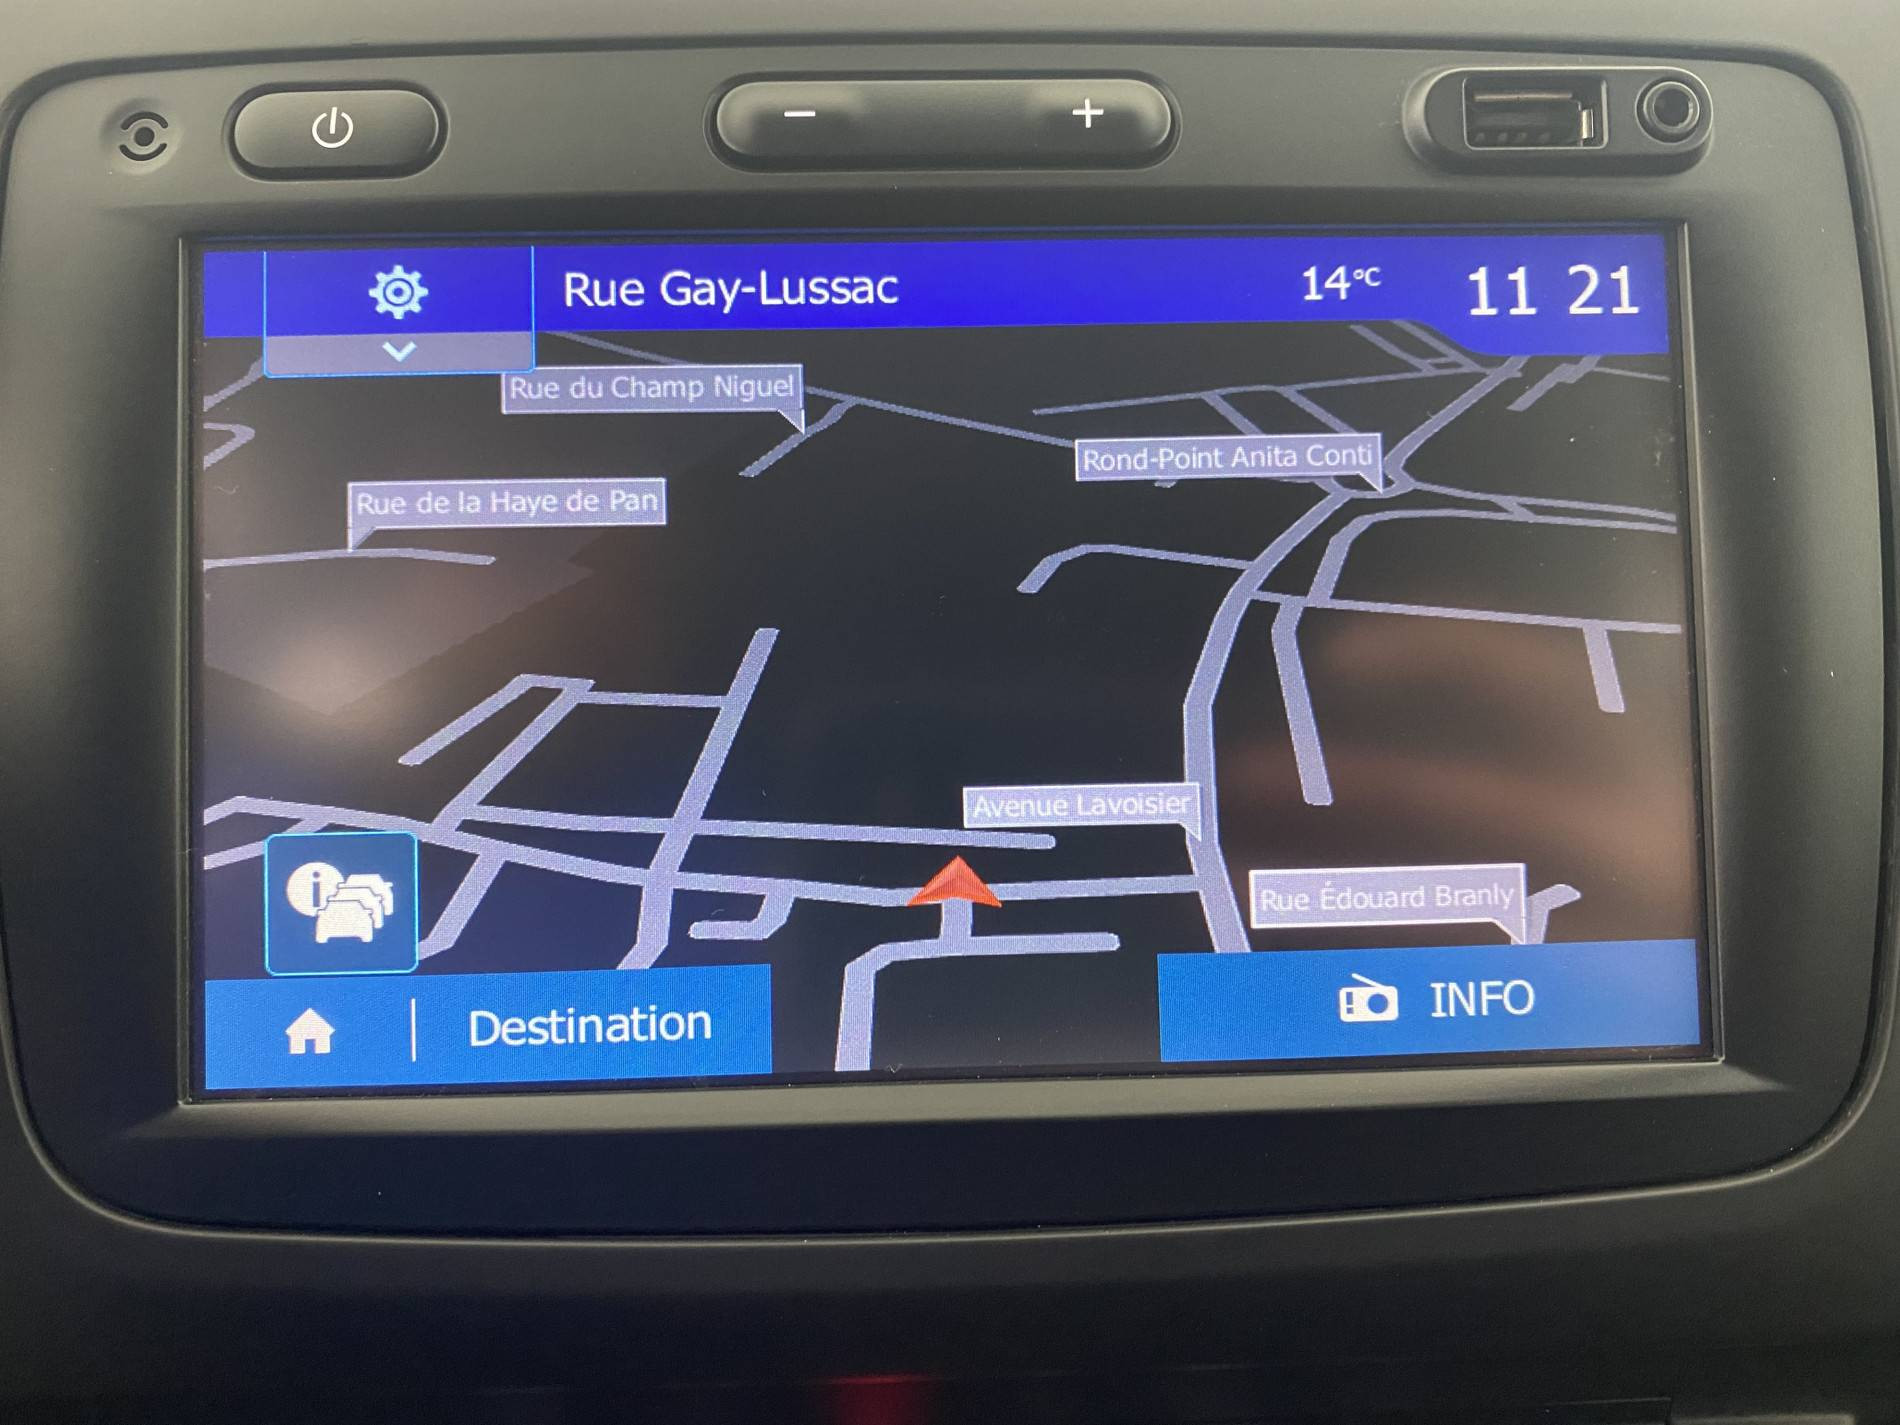 Rue Gay-Lussac 14°C 11 21
Rue du Champ Niguel
Rond-Point Anita Conti
Rue de la Haye de Pan
Avenue Lavoisier
Rue Édouard Branly
i
Destination
INFO